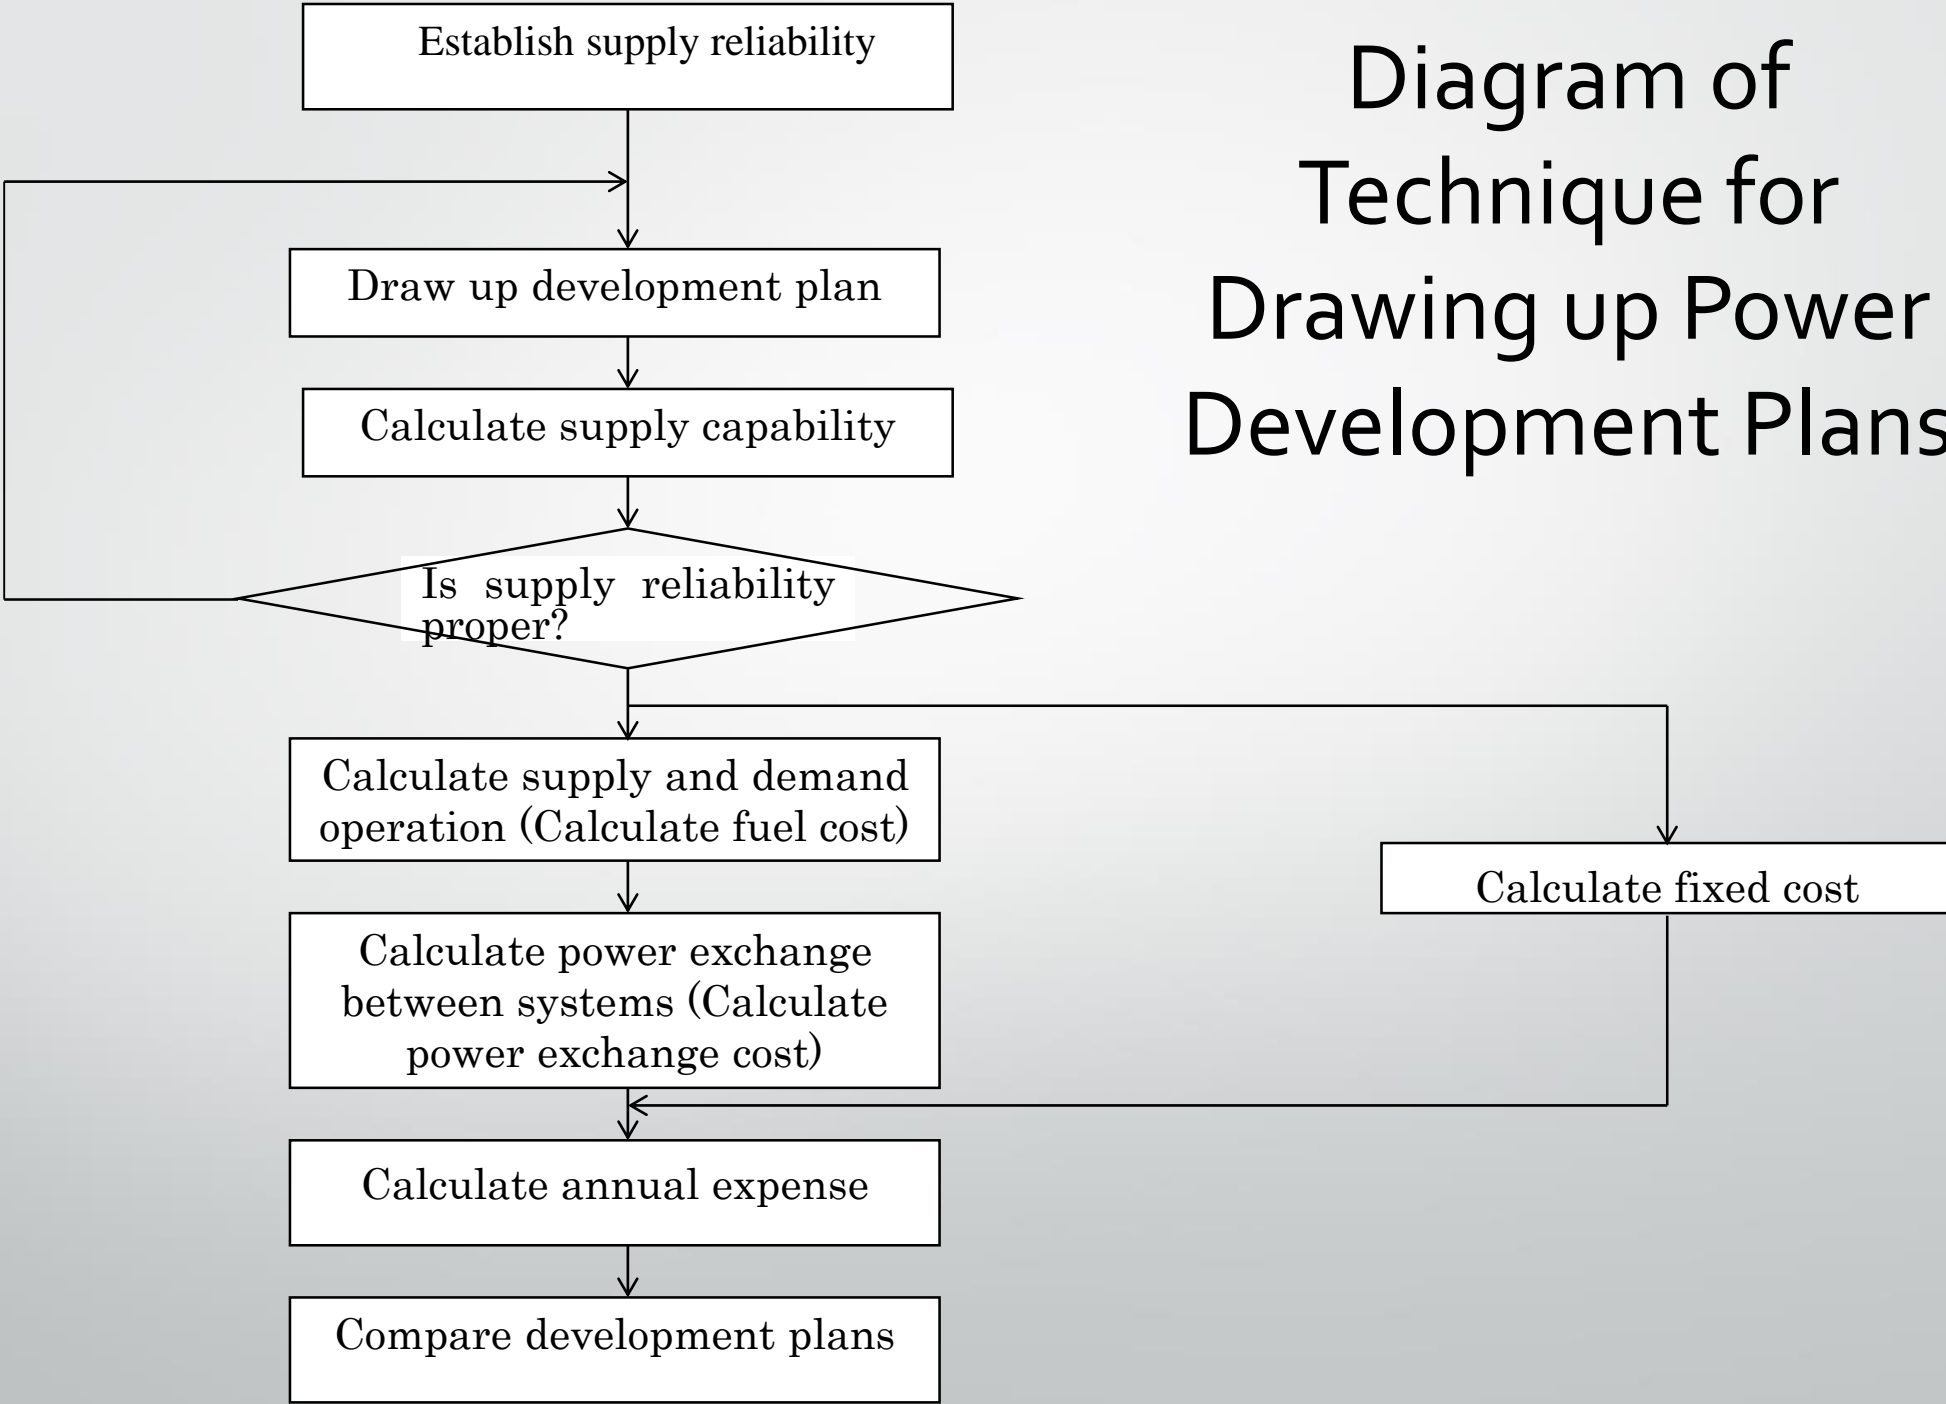 Diagram of
Technique for
Drawing up Power
Development Plans
Establish supply reliability
Draw up development plan
Calculate supply capability
Is supply reliability
proper?
Calculate supply and demand
operation (Calculate fuel cost)
Calculate fixed cost
Calculate power exchange
between systems (Calculate
power exchange cost)
Calculate annual expense
Compare development plans